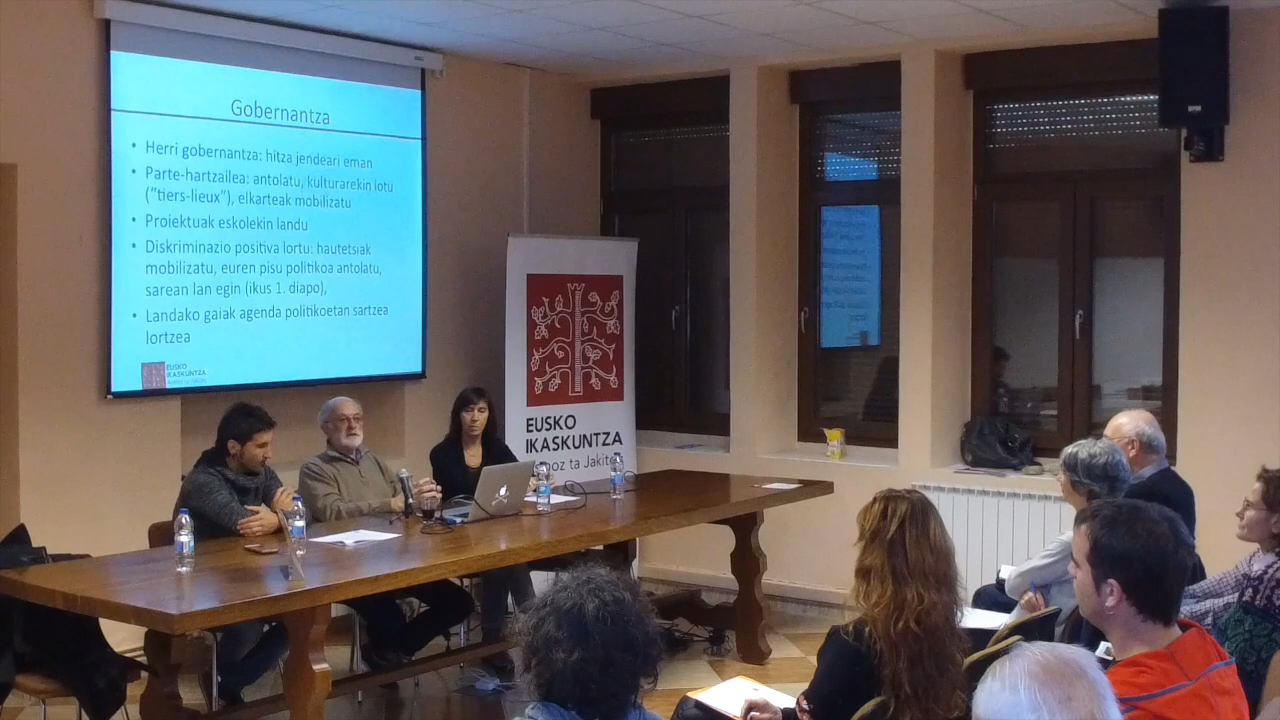 Gobernantza
• Herri gobernantza: hitza jendeari eman
• Parte-hartzailea: antolatu, kulturarekin lotu
("tiers-lieux"), elkarteak mobilizatu
• Proiektuak eskolekin landu
• Diskriminazio positiva lortu: hautetsiak
mobilizatu, euren pisu politikoa antolatu,
sarean lan egin (ikus 1. diapo),
• Landako gaiak agenda politikoetan sartzea
lortzea
EUSKO
IKASKUNTZA
EUSKO
IKASKUNTZA
ta